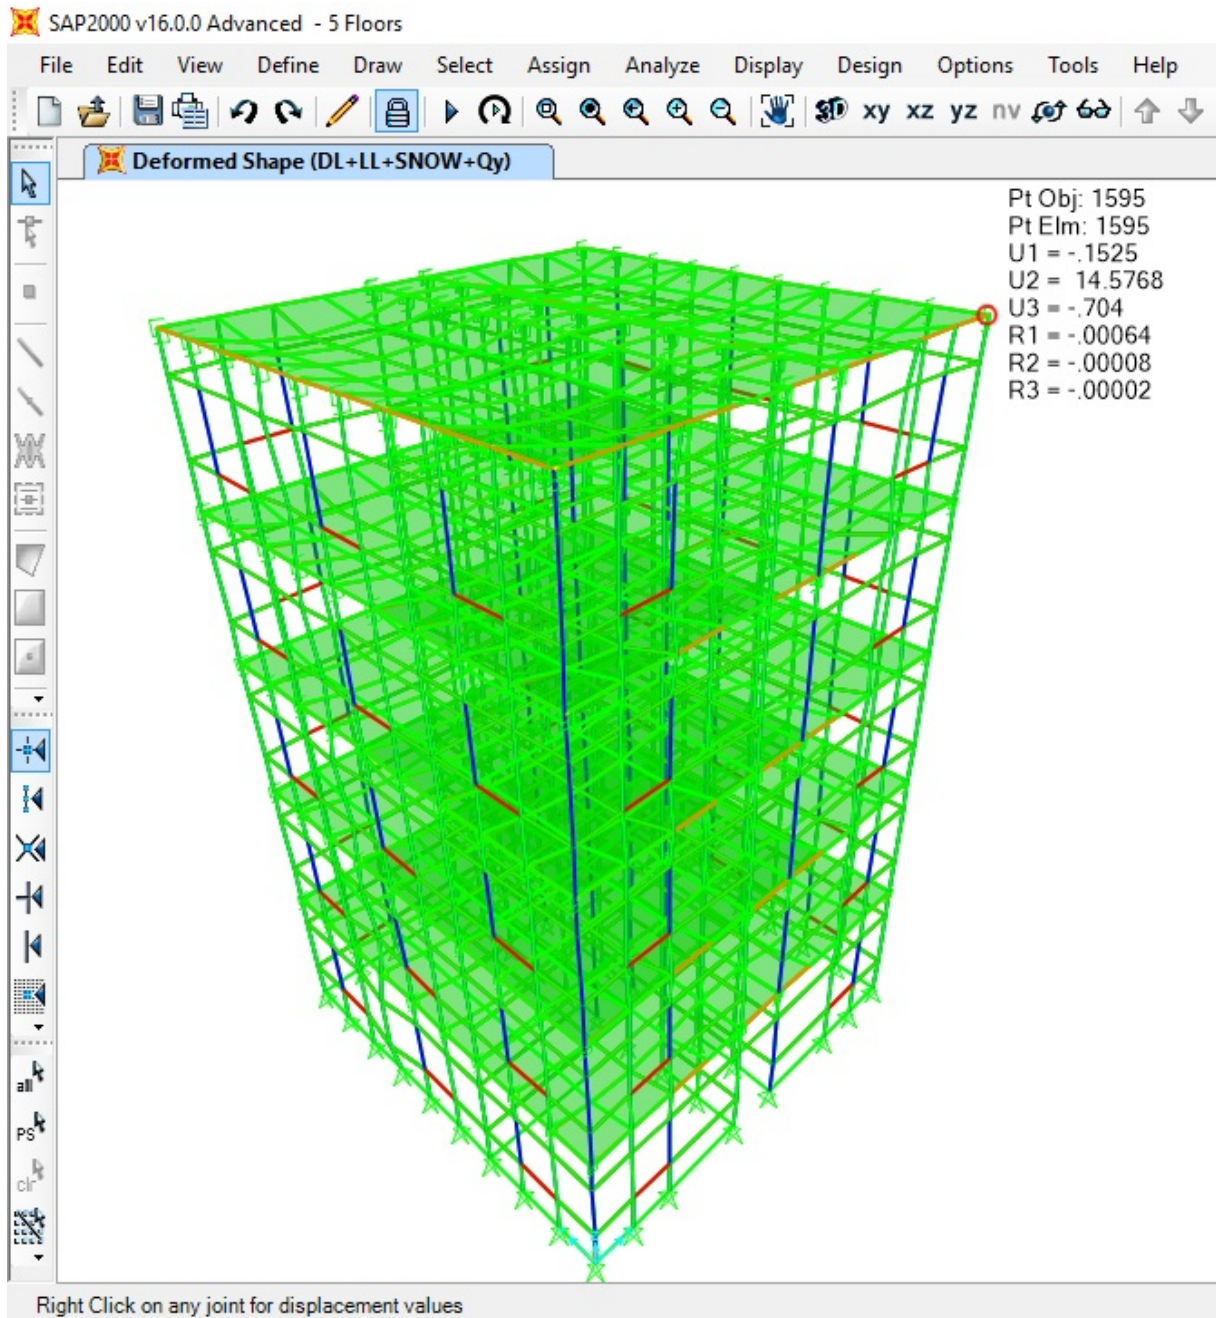 SAP2000 v16.0.0 Advanced  - 5 Floors
File Edit View Define Draw Select Assign Analyze Display Design Options Tools Help
3D xy xz yz nv
Deformed Shape (DL+LL+SNOW+Qy)
Pt Obj: 1595
Pt Elm: 1595
U1 = -.1525
U2 =  14.5768
U3 = -.704
R1 = -.00064
R2 = -.00008
R3 = -.00002
all
PS
clr
Right Click on any joint for displacement values